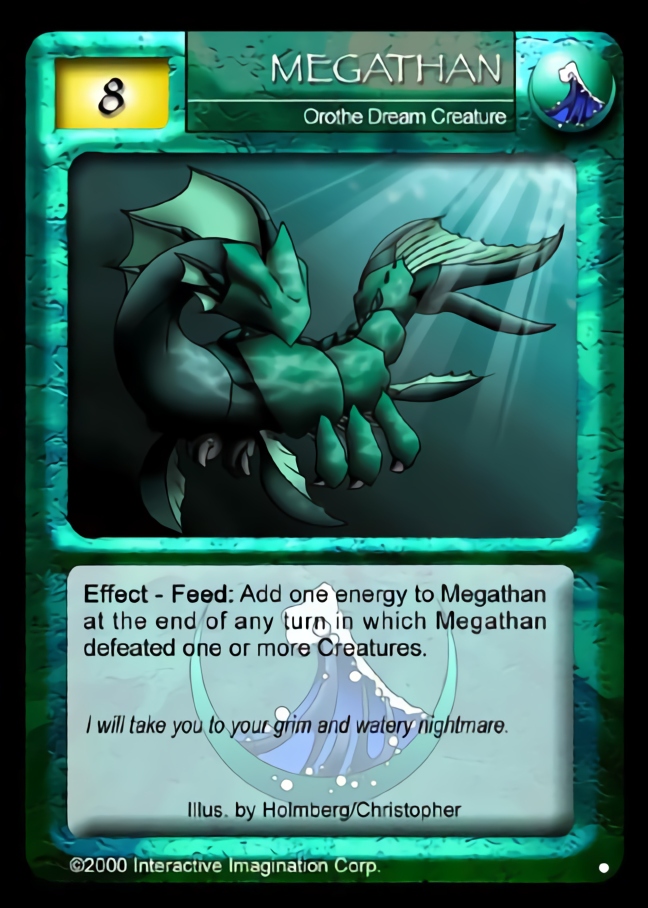 8
MEGATHAN
Orothe Dream Creature
Effect - Feed: Add one energy to Megathan
at the end of any turn in which Megathan
defeated one or more Creatures.
I will take you to your grim and watery nightmare.
Illus. by Holmberg/Christopher
©2000 Interactive Imagination Corp.